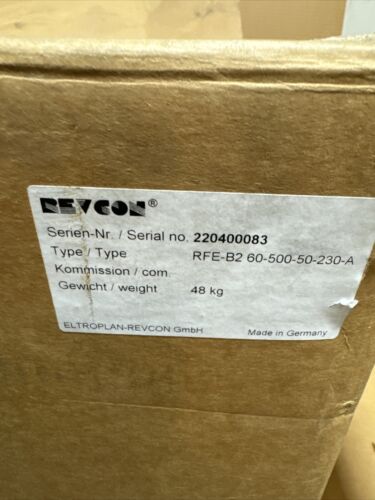 REVCON®
Serien-Nr. / Serial no. 220400083
Type / Type RFE-B2 60-500-50-230-A
Kommission / com.
Gewicht / weight 48 kg
ELTROPLAN-REVCON GmbH Made in Germany